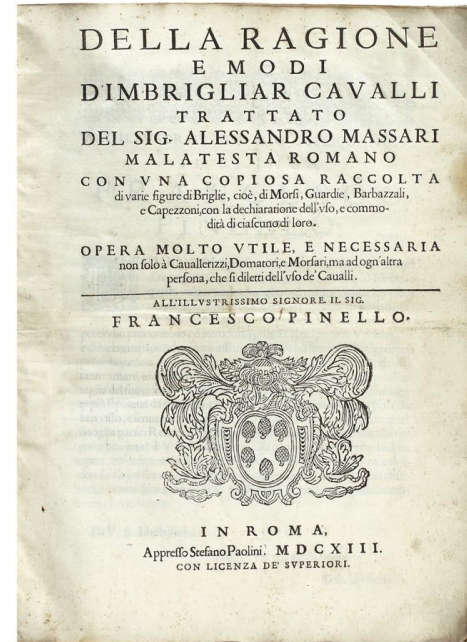 DELLA RAGIONE
E MODI
D'IMBRIGLIAR CAVALLI
TRATTATO
DEL SIG. ALESSANDRO MASSARI
MALATESTA ROMANO
CON VNA COPIOSA RACCOLTA
di varie figure di Briglie, cioè, di Morsi, Guardie, Barbazzali,
e Capezzoni, con la dechiaratione dell'vso, e commo-
dità di ciascuno di loro.
OPERA MOLTO VTILE, E NECESSARIA
non solo à Cauallerizzi, Domatori, e Morsari, ma ad ogn'altra
persona, che si diletti dell'vso de' Caualli.
ALL'ILLVSTRISSIMO SIGNORE IL SIG.
FRANCESCO PINELLO.
IN ROMA,
Appresso Stefano Paolini. MDCXIII.
CON LICENZA DE' SVPERIORI.